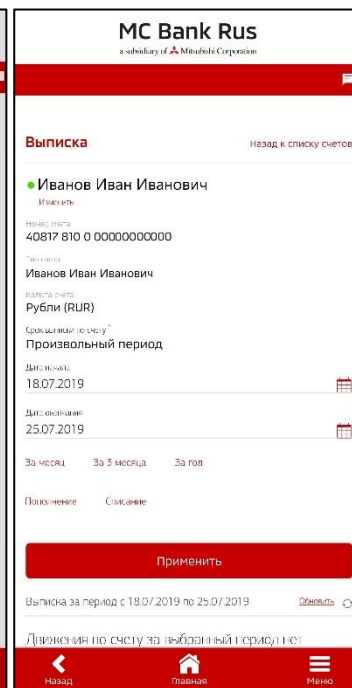 MC Bank Rus
a subsidiary of Mitsubishi Corporation
Выписка
Назад к списку счетов
Иванов Иван Иванович
Изменить
Номер счета
40817 810 0 00000000000
Тип счета
Иванов Иван Иванович
Валюта счета
Рубли (RUR)
Срок выписки по счету *
Произвольный период
Дата начала
18.07.2019
Дата окончания
25.07.2019
За месяц За 3 месяца За год
Пополнение Списание
Применить
Выписка за период с 18.07.2019 по 25.07.2019 Обновить
Движения по счету за выбранный период нет
Назад Главная Меню